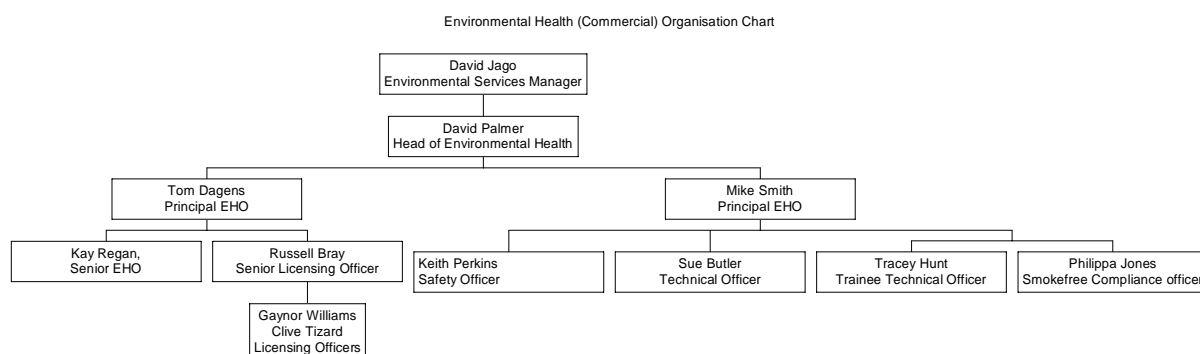 Environmental Health (Commercial) Organisation Chart
David Jago
Environmental Services Manager
David Palmer
Head of Environmental Health
Tom Dagens
Principal EHO
Mike Smith
Principal EHO
Kay Regan,
Senior EHO
Russell Bray
Senior Licensing Officer
Keith Perkins
Safety Officer
Sue Butler
Technical Officer
Tracey Hunt
Trainee Technical Officer
Philippa Jones
Smokefree Compliance officer
Gaynor Williams
Clive Tizard
Licensing Officers